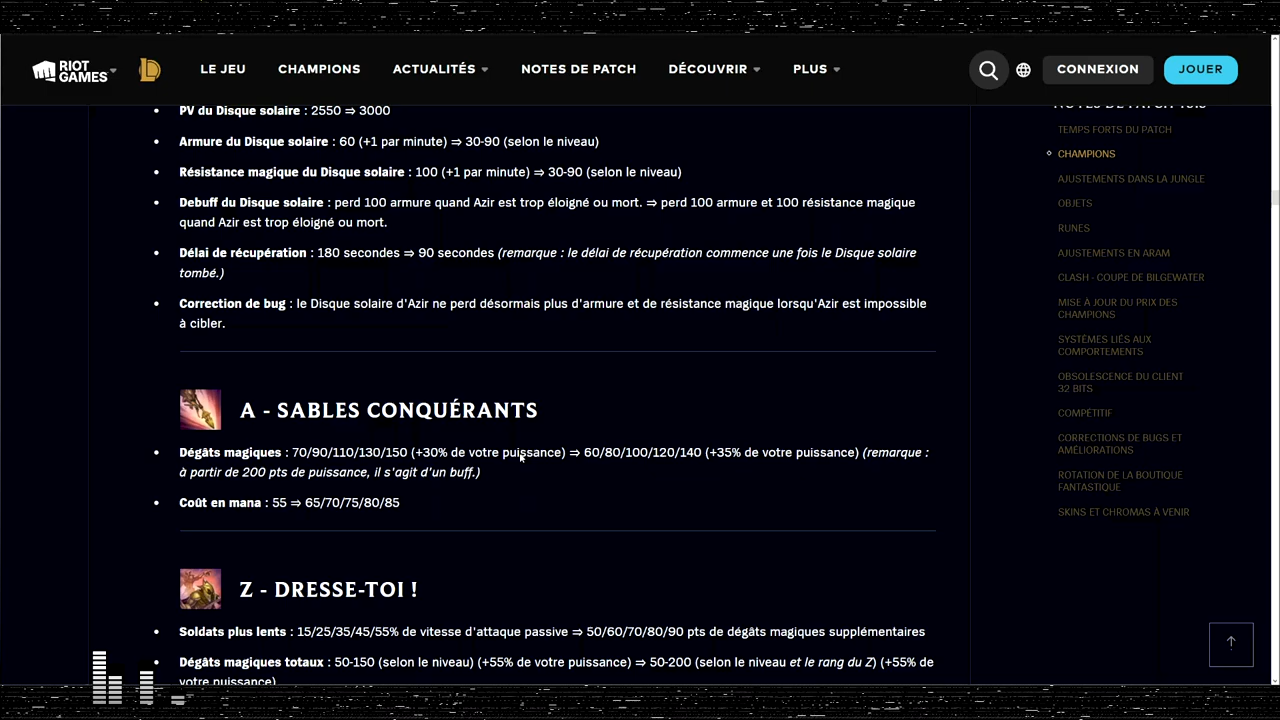 RIOT GAMES
LE JEU
CHAMPIONS
ACTUALITÉS
NOTES DE PATCH
DÉCOUVRIR
PLUS
CONNEXION
JOUER
PV du Disque solaire : 2550 ⇒ 3000
Armure du Disque solaire : 60 (+1 par minute) ⇒ 30-90 (selon le niveau)
Résistance magique du Disque solaire : 100 (+1 par minute) ⇒ 30-90 (selon le niveau)
Debuff du Disque solaire : perd 100 armure quand Azir est trop éloigné ou mort. ⇒ perd 100 armure et 100 résistance magique
quand Azir est trop éloigné ou mort.
Délai de récupération : 180 secondes ⇒ 90 secondes (remarque : le délai de récupération commence une fois le Disque solaire
tombé.)
Correction de bug : le Disque solaire d'Azir ne perd désormais plus d'armure et de résistance magique lorsqu'Azir est impossible
à cibler.
A - SABLES CONQUÉRANTS
Dégâts magiques : 70/90/110/130/150 (+30% de votre puissance) ⇒ 60/80/100/120/140 (+35% de votre puissance) (remarque :
à partir de 200 pts de puissance, il s'agit d'un buff.)
Coût en mana : 55 ⇒ 65/70/75/80/85
Z - DRESSE-TOI !
Soldats plus lents : 15/25/35/45/55% de vitesse d'attaque passive ⇒ 50/60/70/80/90 pts de dégâts magiques supplémentaires
Dégâts magiques totaux : 50-150 (selon le niveau) (+55% de votre puissance) ⇒ 50-200 (selon le niveau et le rang du Z) (+55% de
votre puissance)
NOTES DE PATCH
TEMPS FORTS DU PATCH
CHAMPIONS
AJUSTEMENTS DANS LA JUNGLE
OBJETS
RUNES
AJUSTEMENTS EN ARAM
CLASH - COUPE DE BILGEWATER
MISE À JOUR DU PRIX DES
CHAMPIONS
SYSTÈMES LIÉS AUX
COMPORTEMENTS
OBSOLESCENCE DU CLIENT
32 BITS
COMPÉTITIF
CORRECTIONS DE BUGS ET
AMÉLIORATIONS
ROTATION DE LA BOUTIQUE
FANTASTIQUE
SKINS ET CHROMAS À VENIR